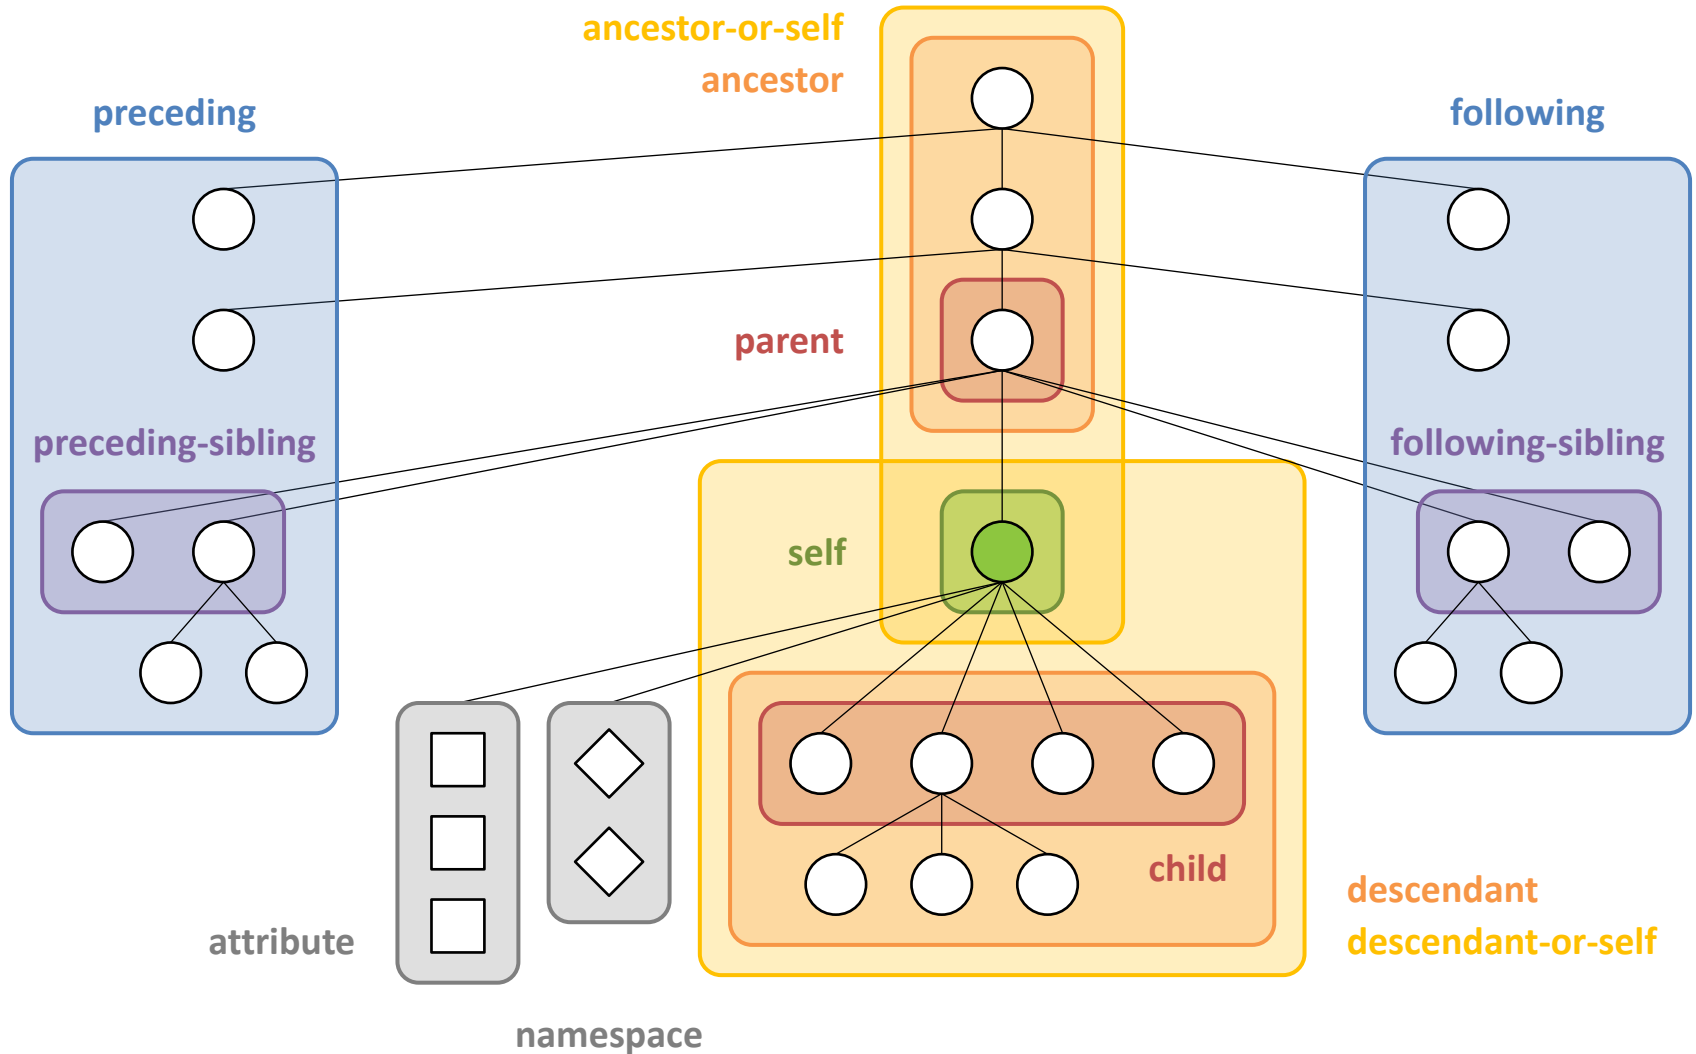 ancestor-or-self
ancestor
preceding
following
parent
preceding-sibling
following-sibling
self
child
descendant
attribute
descendant-or-self
namespace